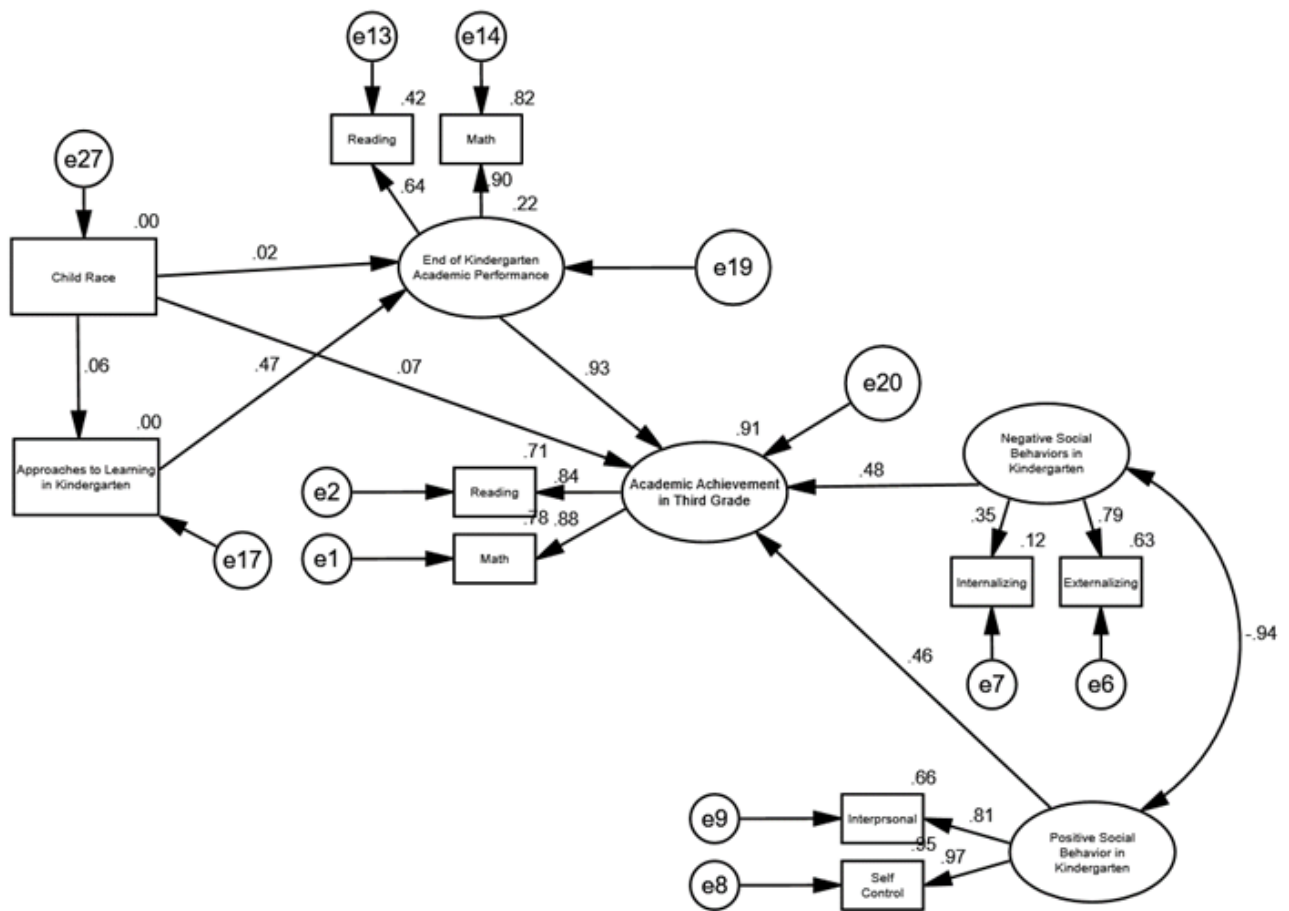 e13
e14
.42
.82
Reading
Math
e27
.64
.90
.22
.00
Child Race
.02
End of Kindergarten
Academic Performance
e19
.06
.47
.07
.93
e20
.00
Approaches to Learning
in Kindergarten
e17
.91
.71
Academic Achievement
in Third Grade
e2
Reading
.84
.78
.88
e1
Math
Negative Social
Behaviors in
Kindergarten
.48
.35
.79
.12
.63
Internalizing
Externalizing
e7
e6
-.94
.46
.66
e9
Interprsonal
.81
.95
.97
e8
Self
Control
Positive Social
Behavior in
Kindergarten